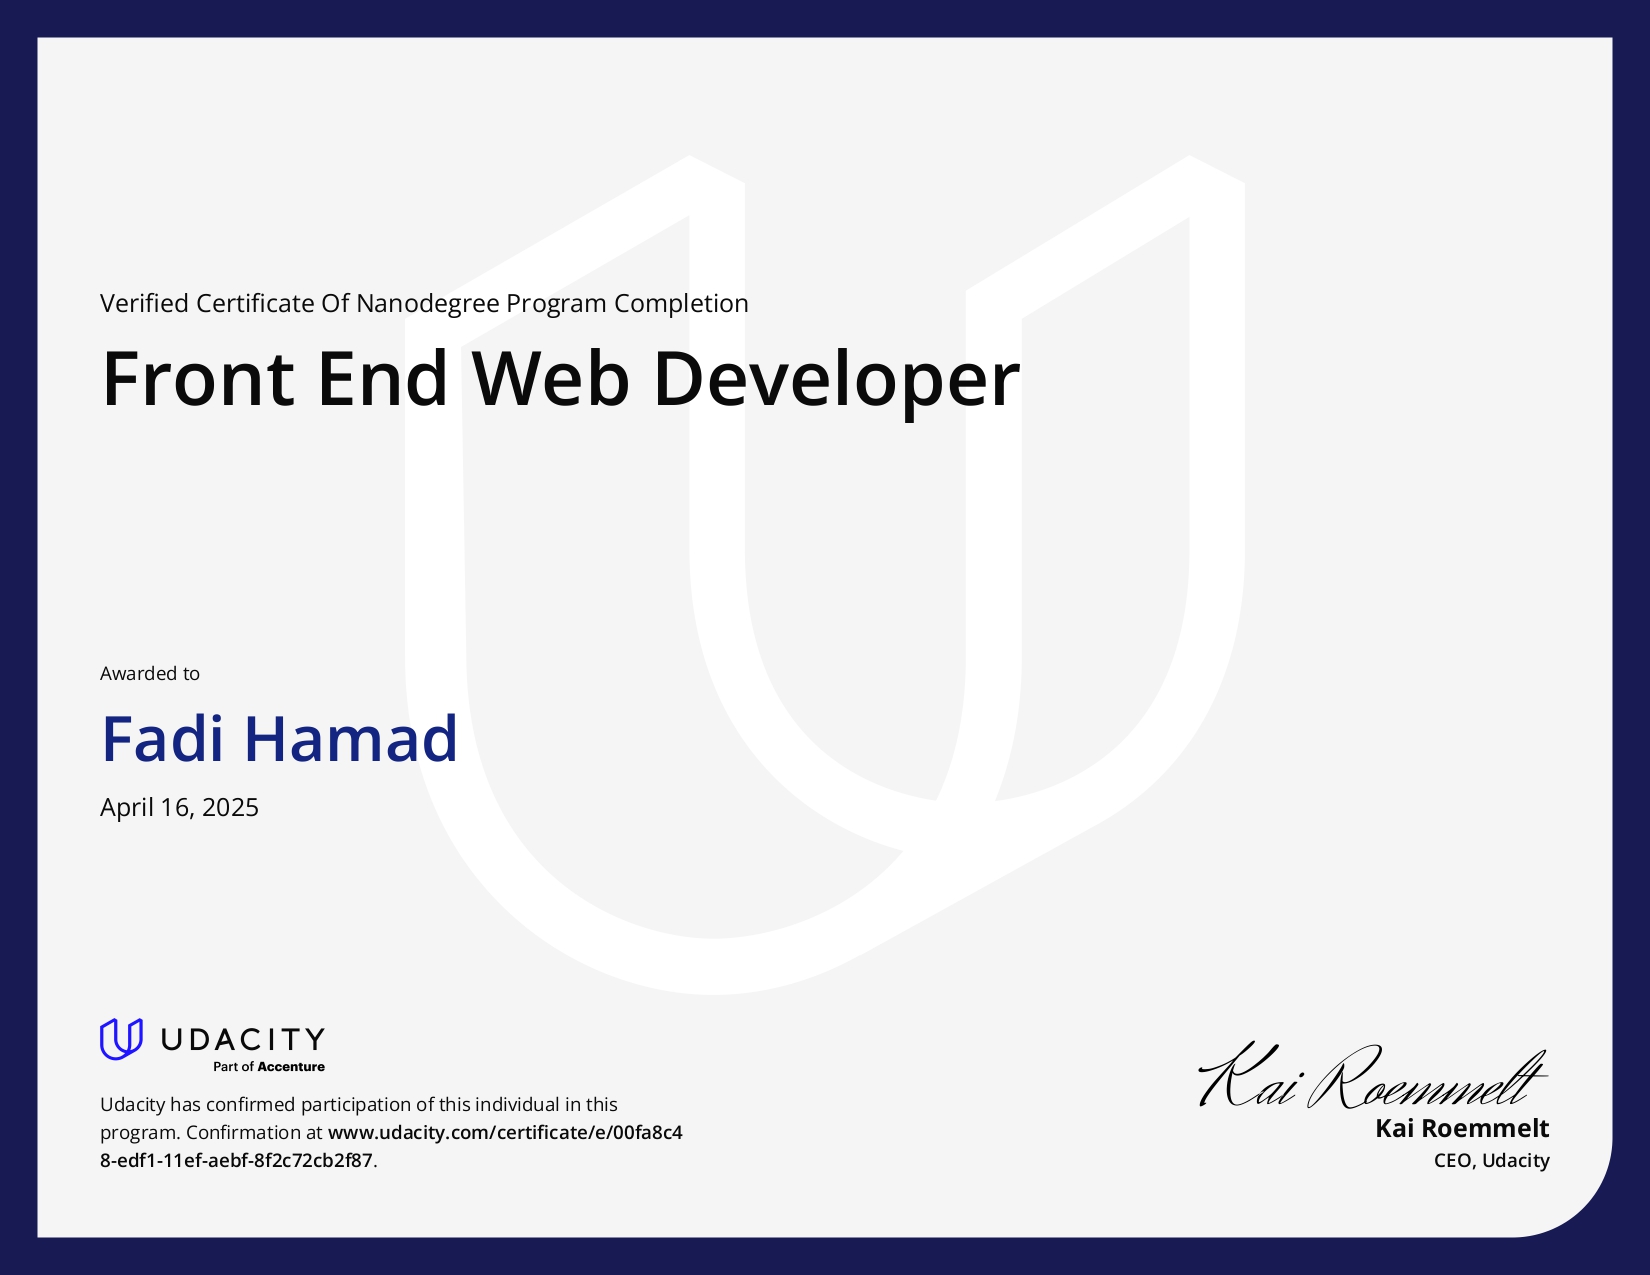 Verified Certificate Of Nanodegree Program Completion
Front End Web Developer
Awarded to
Fadi Hamad
April 16, 2025
UDACITY
Part of Accenture
Udacity has confirmed participation of this individual in this
program. Confirmation at www.udacity.com/certificate/e/00fa8c4
8-edf1-11ef-aebf-8f2c72cb2f87.
Kai Roemmelt
Kai Roemmelt
CEO, Udacity